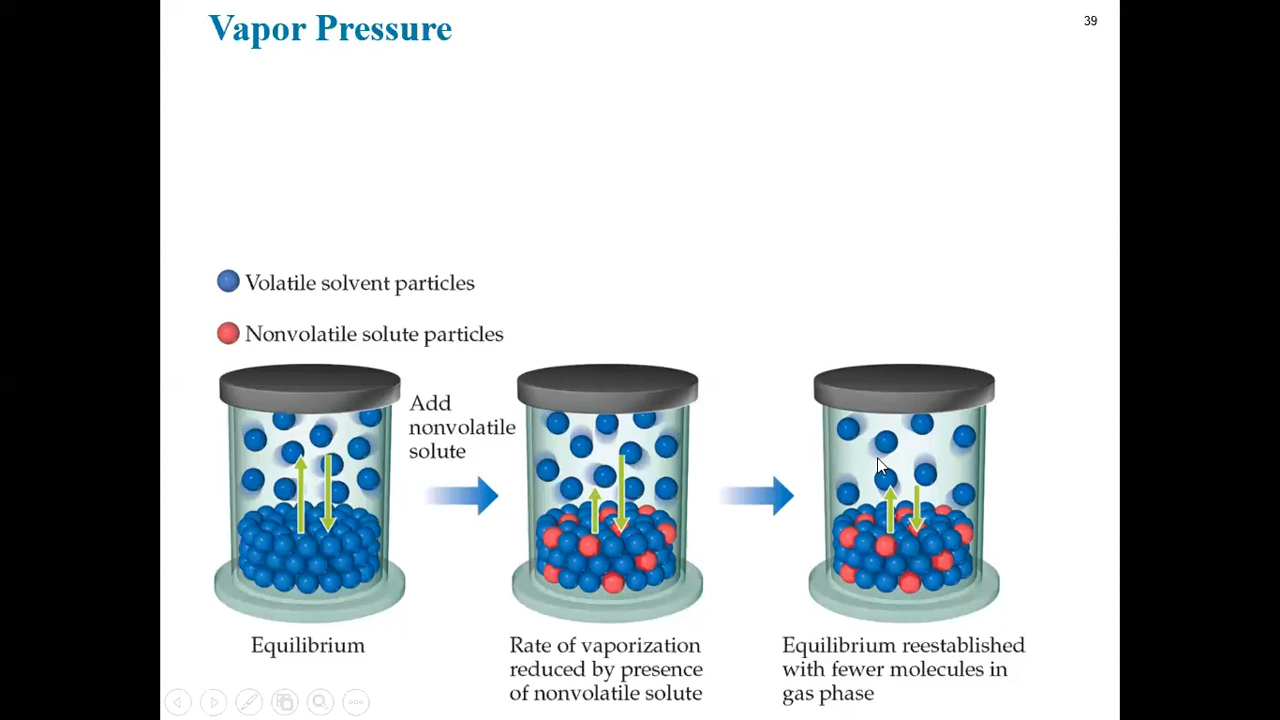 Vapor Pressure
39
Volatile solvent particles
Nonvolatile solute particles
Add
nonvolatile
solute
Equilibrium
Rate of vaporization
reduced by presence
of nonvolatile solute
Equilibrium reestablished
with fewer molecules in
gas phase